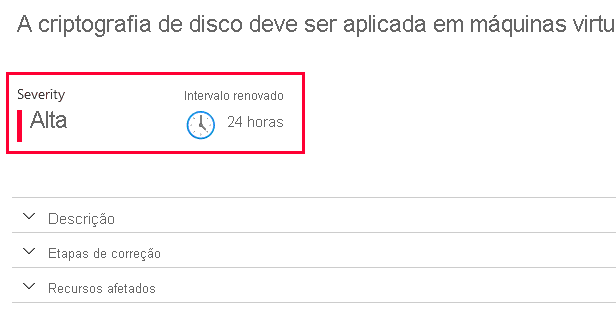 A criptografia de disco deve ser aplicada em máquinas
Severity
Intervalo renovado
Alta
24 horas
Descrição
Etapas de correção
Recursos afetados